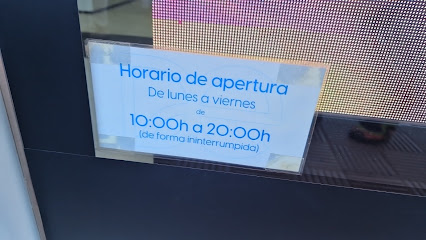 Horario de apertura
De lunes a viernes
de
10:00h a 20:00h
(de forma ininterrumpida)